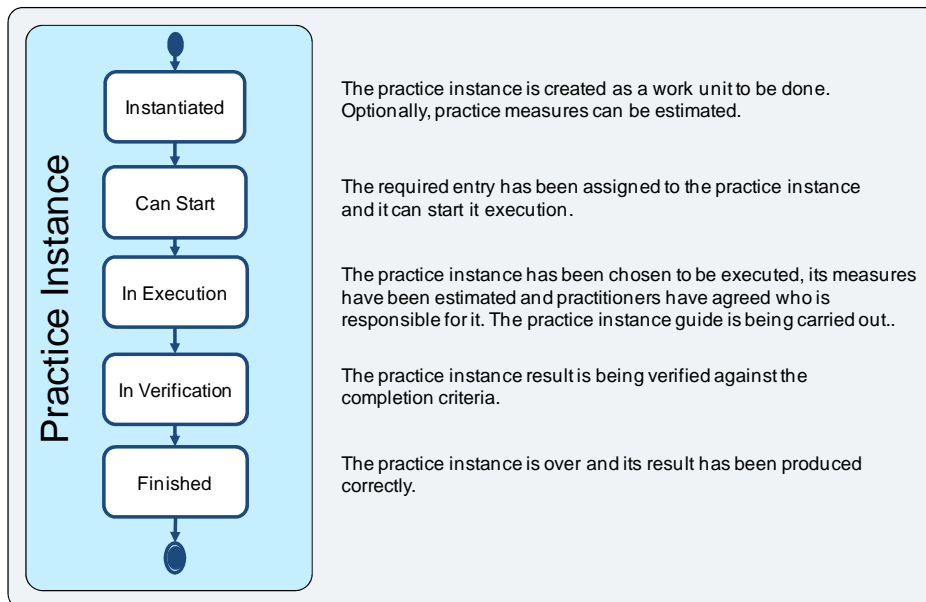 Practice Instance
Instantiated
The practice instance is created as a work unit to be done.
Optionally, practice measures can be estimated.
Can Start
The required entry has been assigned to the practice instance
and it can start it execution.
In Execution
The practice instance has been chosen to be executed, its measures
have been estimated and practitioners have agreed who is
responsible for it. The practice instance guide is being carried out..
In Verification
The practice instance result is being verified against the
completion criteria.
Finished
The practice instance is over and its result has been produced
correctly.